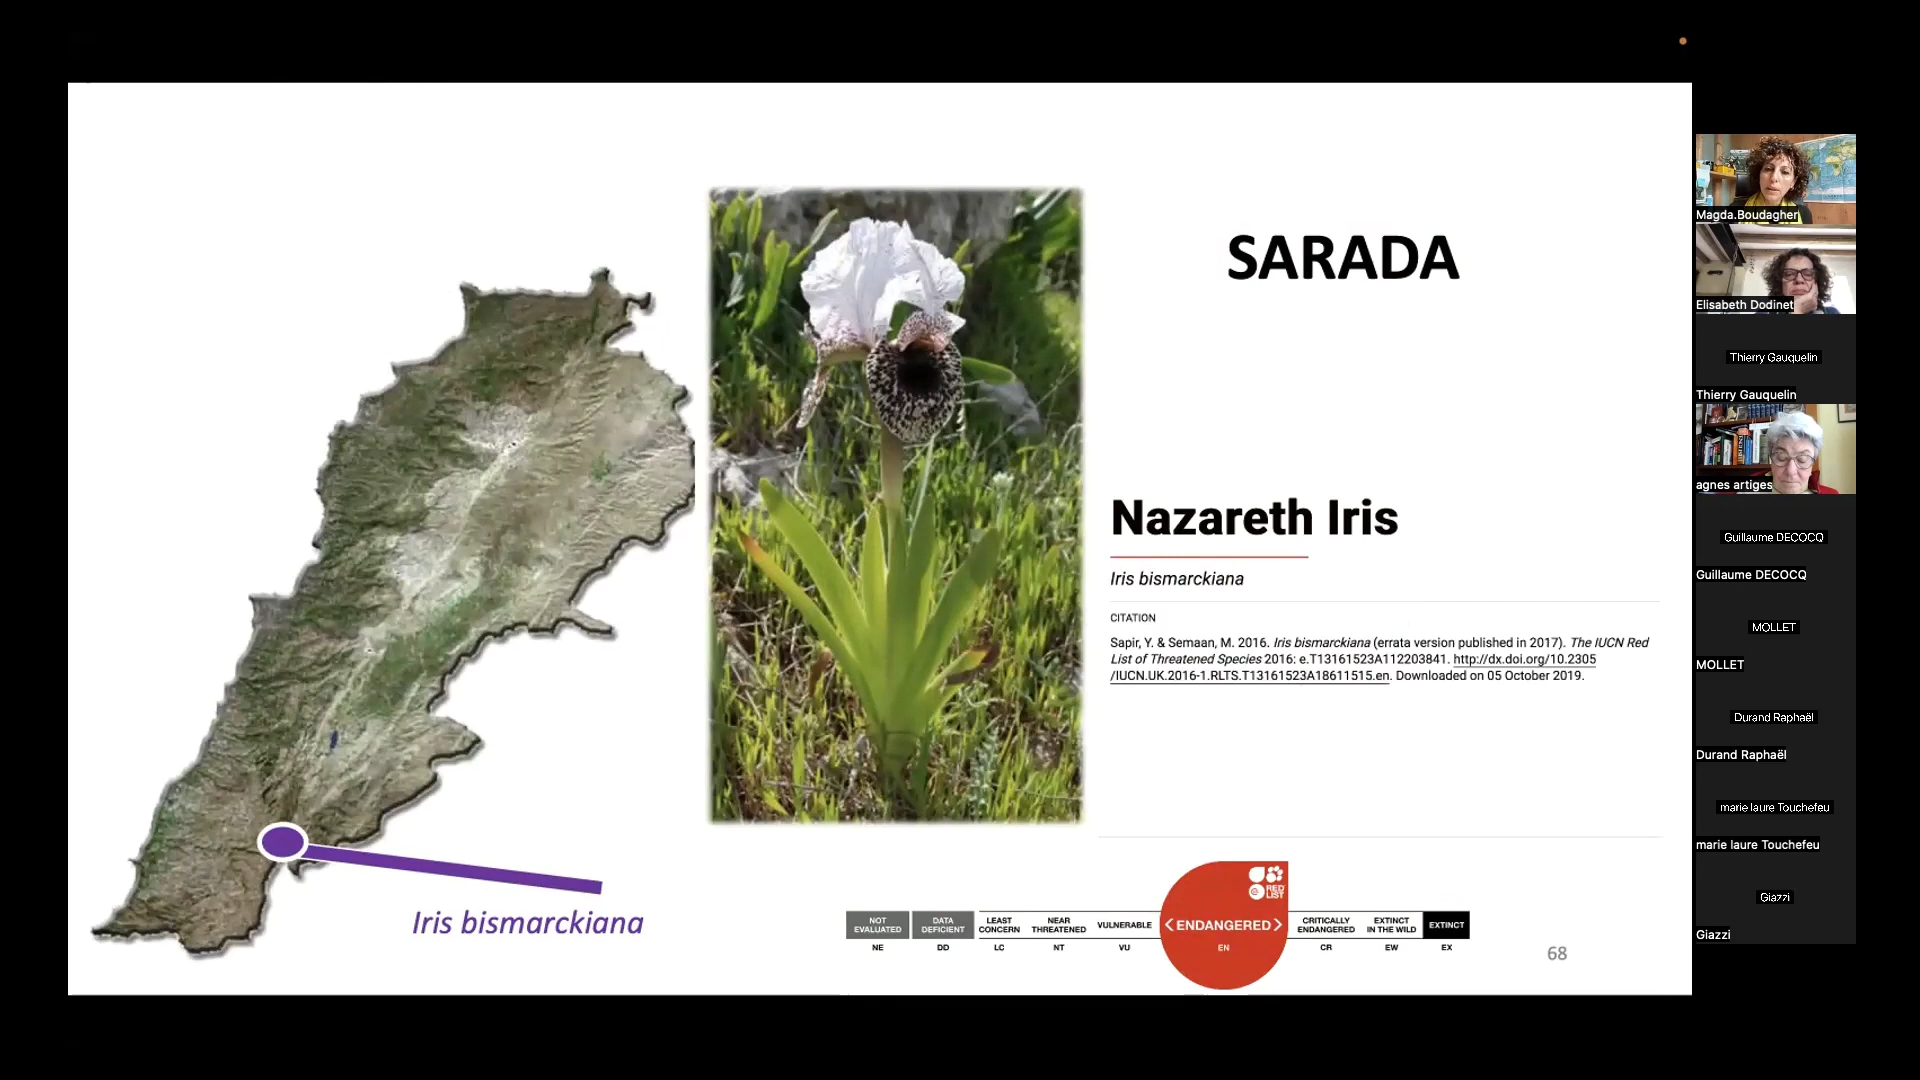 SARADA
Nazareth Iris
Iris bismarckiana
CITATION
Sapir, Y. & Semaan, M. 2016. Iris bismarckiana (errata version published in 2017). The IUCN Red
List of Threatened Species 2016: e.T13161523A112203841. http://dx.doi.org/10.2305
/IUCN.UK.2016-1.RLTS.T13161523A18611515.en. Downloaded on 05 October 2019.
Iris bismarckiana
NOT
EVALUATED
NE
DATA
DEFICIENT
DD
LEAST
CONCERN
LC
NEAR
THREATENED
NT
VULNERABLE
VU
RED
LIST
<ENDANGERED>
EN
CRITICALLY
ENDANGERED
CR
EXTINCT
IN THE WILD
EW
EXTINCT
EX
68
Magda.Boudagher
Elisabeth Dodinet
Thierry Gauquelin
Thierry Gauquelin
agnes artiges
Guillaume DECOCQ
Guillaume DECOCQ
MOLLET
MOLLET
Durand Raphaël
Durand Raphaël
marie laure Touchefeu
marie laure Touchefeu
Giazzi
Giazzi